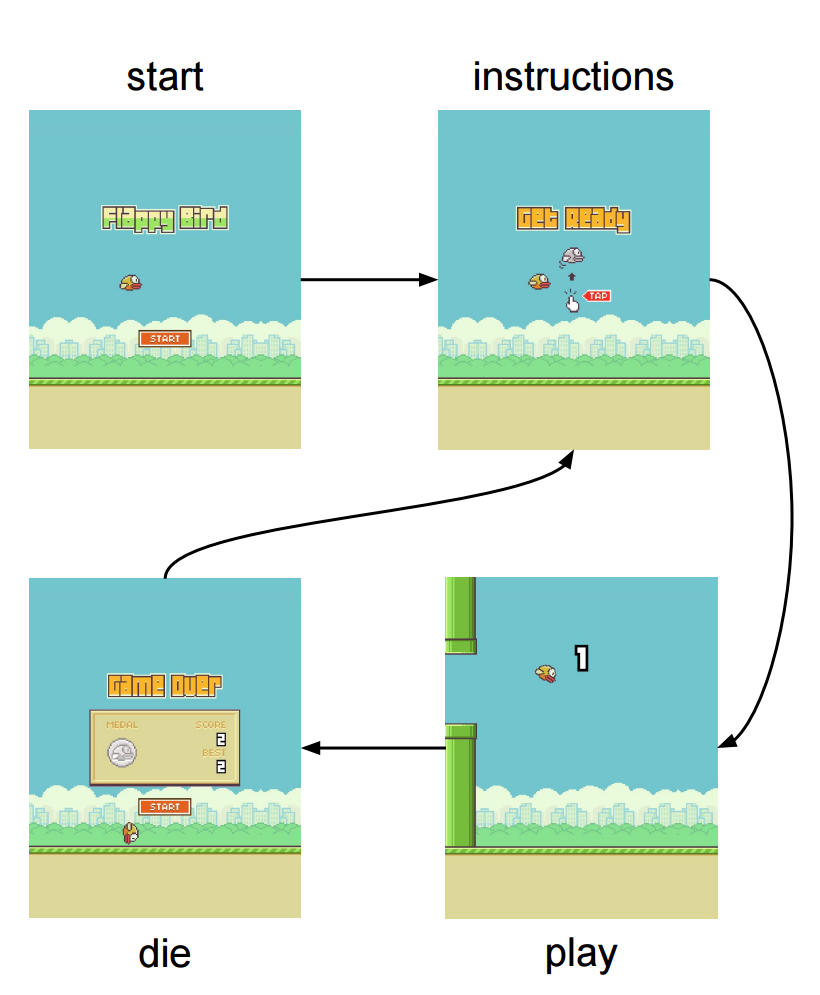 start
instructions
Flappy Bird
START
Get Ready
TAP
Game Over
MEDAL SCORE
2
BEST
2
START
1
die
play